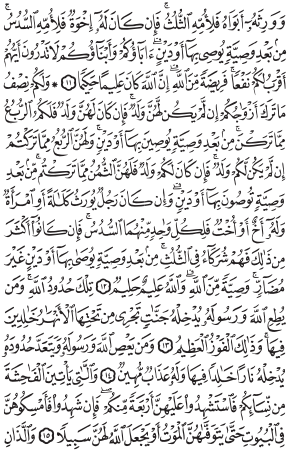 وَوَرِثَهُۥٓ أَبَوَاهُ فَلِأُمِّهِ ٱلثُّلُثُۚ فَإِن كَانَ لَهُۥٓ إِخْوَةٌ فَلِأُمِّهِ ٱلسُّدُسُۚ
مِنۢ بَعْدِ وَصِيَّةٍ يُوصِى بِهَآ أَوْ دَيْنٍۗ ءَابَآؤُكُمْ وَأَبْنَآؤُكُمْ لَا تَدْرُونَ أَيُّهُمْ
أَقْرَبُ لَكُمْ نَفْعًاۚ فَرِيضَةً مِّنَ ٱللَّهِۗ إِنَّ ٱللَّهَ كَانَ عَلِيمًا حَكِيمًا ١١ ۞ وَلَكُمْ نِصْفُ
مَا تَرَكَ أَزْوَٰجُكُمْ إِن لَّمْ يَكُن لَّهُنَّ وَلَدٌۚ فَإِن كَانَ لَهُنَّ وَلَدٌ فَلَكُمُ ٱلرُّبُعُ
مِمَّا تَرَكْنَۚ مِنۢ بَعْدِ وَصِيَّةٍ يُوصِينَ بِهَآ أَوْ دَيْنٍۚ وَلَهُنَّ ٱلرُّبُعُ مِمَّا تَرَكْتُمْ
إِن لَّمْ يَكُن لَّكُمْ وَلَدٌۚ فَإِن كَانَ لَكُمْ وَلَدٌ فَلَهُنَّ ٱلثُّمُنُ مِمَّا تَرَكْتُمۚ مِّنۢ بَعْدِ
وَصِيَّةٍ تُوصُونَ بِهَآ أَوْ دَيْنٍۗ وَإِن كَانَ رَجُلٌ يُورَثُ كَلَٰلَةً أَوِ ٱمْرَأَةٌ
وَلَهُۥٓ أَخٌ أَوْ أُخْتٌ فَلِكُلِّ وَٰحِدٍ مِّنْهُمَا ٱلسُّدُسُۚ فَإِن كَانُوٓا۟ أَكْثَرَ
مِن ذَٰلِكَ فَهُمْ شُرَكَآءُ فِى ٱلثُّلُثِۚ مِنۢ بَعْدِ وَصِيَّةٍ يُوصَىٰ بِهَآ أَوْ دَيْنٍ غَيْرَ
مُضَآرٍّۚ وَصِيَّةً مِّنَ ٱللَّهِۗ وَٱللَّهُ عَلِيمٌ حَلِيمٌ ١٢ تِلْكَ حُدُودُ ٱللَّهِۚ وَمَن
يُطِعِ ٱللَّهَ وَرَسُولَهُۥ يُدْخِلْهُ جَنَّٰتٍ تَجْرِى مِن تَحْتِهَا ٱلْأَنْهَٰرُ خَٰلِدِينَ
فِيهَاۚ وَذَٰلِكَ ٱلْفَوْزُ ٱلْعَظِيمُ ١٣ وَمَن يَعْصِ ٱللَّهَ وَرَسُولَهُۥ وَيَتَعَدَّ حُدُودَهُۥ
يُدْخِلْهُ نَارًا خَٰلِدًا فِيهَا وَلَهُۥ عَذَابٌ مُّهِينٌ ١٤ وَٱلَّٰتِى يَأْتِينَ ٱلْفَٰحِشَةَ
مِن نِّسَآئِكُمْ فَٱسْتَشْهِدُوا۟ عَلَيْهِنَّ أَرْبَعَةً مِّنكُمْۖ فَإِن شَهِدُوا۟ فَأَمْسِكُوهُنَّ
فِى ٱلْبُيُوتِ حَتَّىٰ يَتَوَفَّىٰهُنَّ ٱلْمَوْتُ أَوْ يَجْعَلَ ٱللَّهُ لَهُنَّ سَبِيلًا ١٥ وَٱلَّذَانِ